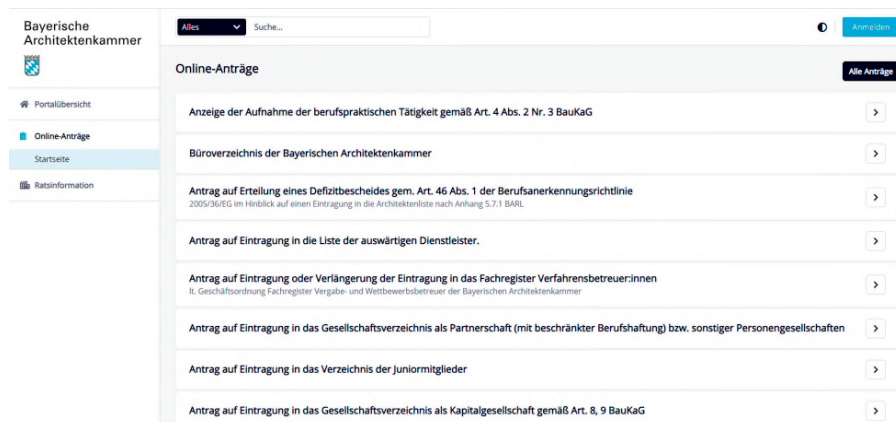 Bayerische
Architektenkammer
Alles
Suche...
Anmelden
Portalübersicht
Online-Anträge
Startseite
Ratsinformation
Online-Anträge
Alle Anträge
Anzeige der Aufnahme der berufspraktischen Tätigkeit gemäß Art. 4 Abs. 2 Nr. 3 BauKaG
Büroverzeichnis der Bayerischen Architektenkammer
Antrag auf Erteilung eines Defizitbescheides gem. Art. 46 Abs. 1 der Berufsanerkennungsrichtlinie
2005/36/EG im Hinblick auf einen Eintragung in die Architektenliste nach Anhang 5.7.1 BARL
Antrag auf Eintragung in die Liste der auswärtigen Dienstleister.
Antrag auf Eintragung oder Verlängerung der Eintragung in das Fachregister Verfahrensbetreuer:innen
lt. Geschäftsordnung Fachregister Vergabe- und Wettbewerbsbetreuer der Bayerischen Architektenkammer
Antrag auf Eintragung in das Gesellschaftsverzeichnis als Partnerschaft (mit beschränkter Berufshaftung) bzw. sonstiger Personengesellschaften
Antrag auf Eintragung in das Verzeichnis der Juniormitglieder
Antrag auf Eintragung in das Gesellschaftsverzeichnis als Kapitalgesellschaft gemäß Art. 8, 9 BauKaG